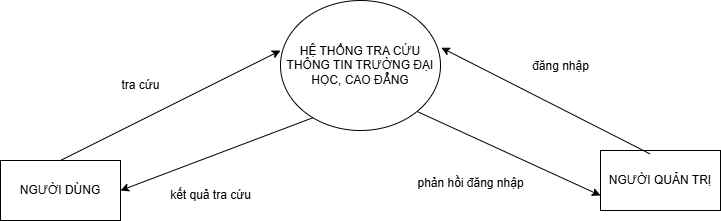 HỆ THỐNG TRA CỨU
THÔNG TIN TRƯỜNG ĐẠI
HỌC, CAO ĐẲNG
đăng nhập
tra cứu
NGƯỜI DÙNG
kết quả tra cứu
phản hồi đăng nhập
NGƯỜI QUẢN TRỊ